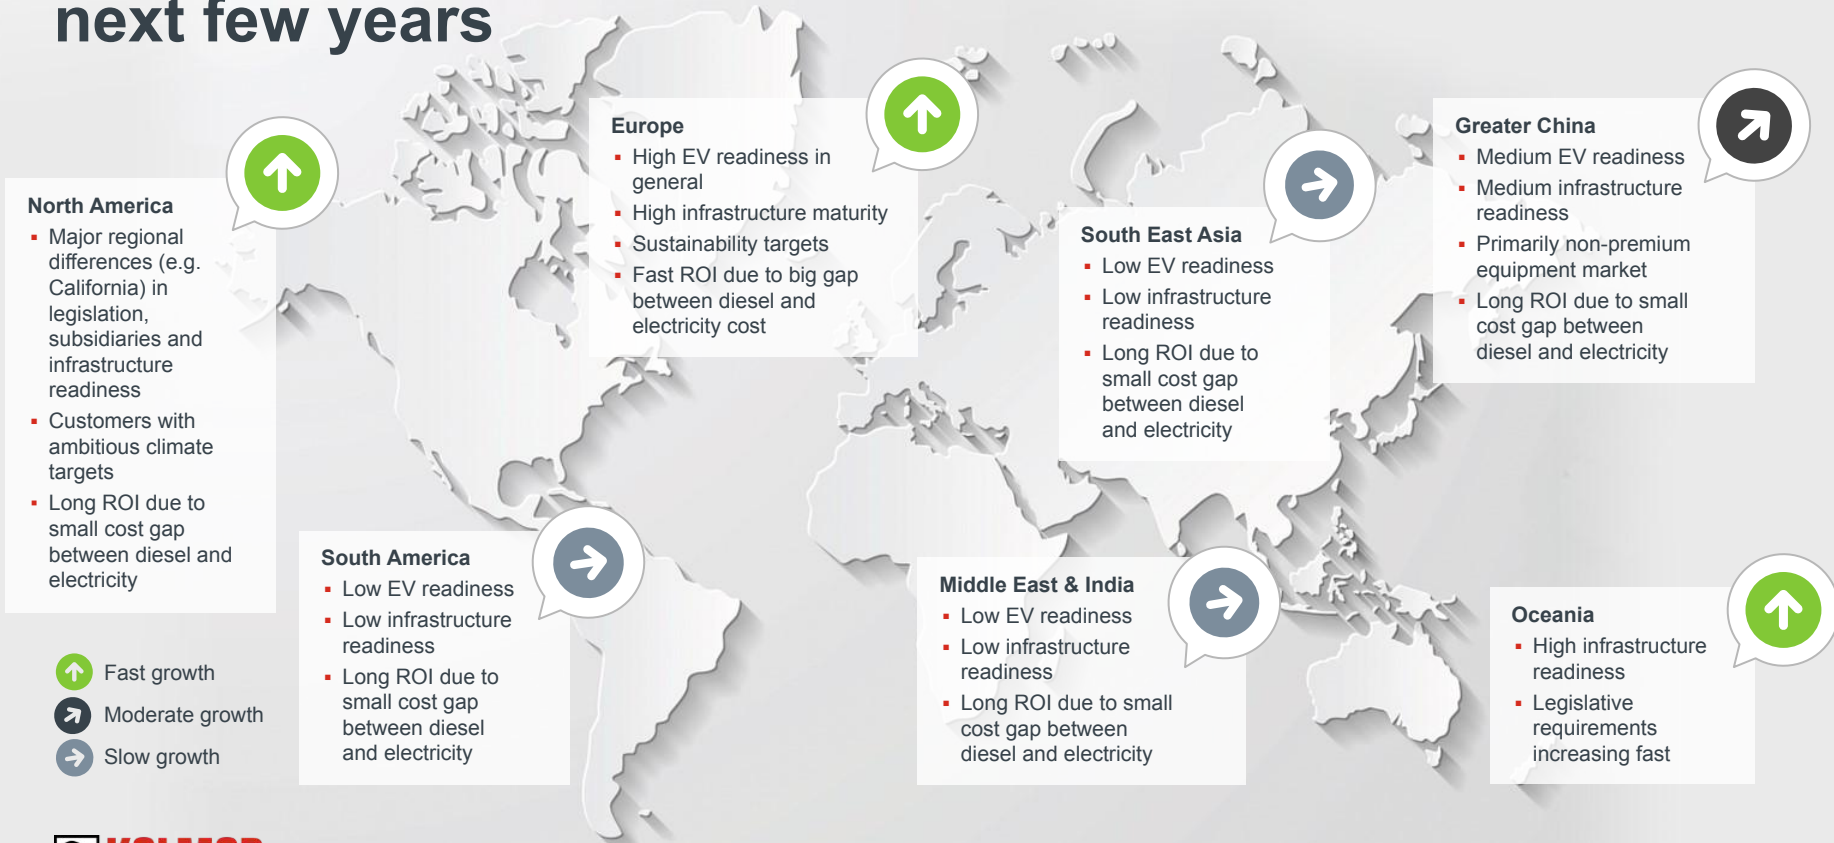 next few years
North America
▪ Major regional
differences (e.g.
California) in
legislation,
subsidiaries and
infrastructure
readiness
▪ Customers with
ambitious climate
targets
▪ Long ROI due to
small cost gap
between diesel and
electricity
Europe
▪ High EV readiness in
general
▪ High infrastructure maturity
▪ Sustainability targets
▪ Fast ROI due to big gap
between diesel and
electricity cost
South East Asia
▪ Low EV readiness
▪ Low infrastructure
readiness
▪ Long ROI due to
small cost gap
between diesel
and electricity
Greater China
▪ Medium EV readiness
▪ Medium infrastructure
readiness
▪ Primarily non-premium
equipment market
▪ Long ROI due to small
cost gap between
diesel and electricity
South America
▪ Low EV readiness
▪ Low infrastructure
readiness
▪ Long ROI due to
small cost gap
between diesel
and electricity
Middle East & India
▪ Low EV readiness
▪ Low infrastructure
readiness
▪ Long ROI due to small
cost gap between
diesel and electricity
Oceania
▪ High infrastructure
readiness
▪ Legislative
requirements
increasing fast
Fast growth
Moderate growth
Slow growth